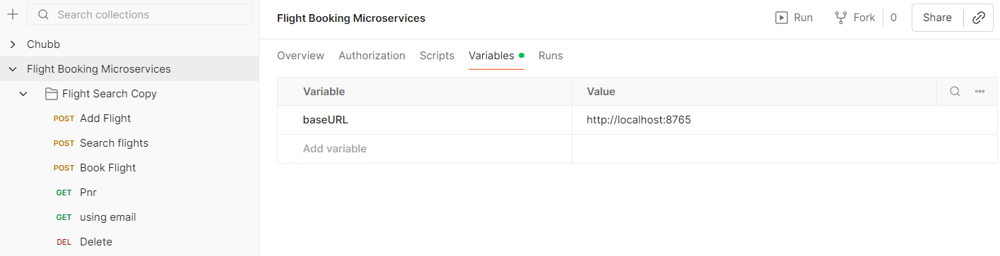 Search collections
Chubb
Flight Booking Microservices
Flight Search Copy
POST Add Flight
POST Search flights
POST Book Flight
GET Pnr
GET using email
DEL Delete
Flight Booking Microservices
Run
Fork
0
Share
Overview Authorization Scripts Variables Runs
Variable Value
baseURL http://localhost:8765
Add variable